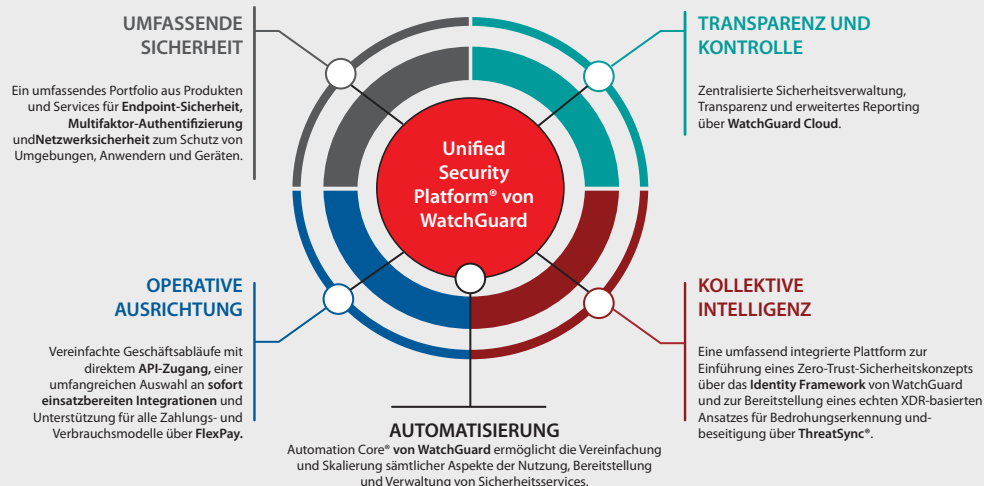 UMFASSENDE
SICHERHEIT
Ein umfassendes Portfolio aus Produkten
und Services für Endpoint-Sicherheit,
Multifaktor-Authentifizierung
undNetzwerksicherheit zum Schutz von
Umgebungen, Anwendern und Geräten.
TRANSPARENZ UND
KONTROLLE
Zentralisierte Sicherheitsverwaltung,
Transparenz und erweitertes Reporting
über WatchGuard Cloud.
Unified
Security
Platform® von
WatchGuard
OPERATIVE
AUSRICHTUNG
Vereinfachte Geschäftsabläufe mit
direktem API-Zugang, einer
umfangreichen Auswahl an sofort
einsatzbereiten Integrationen und
Unterstützung für alle Zahlungs- und
Verbrauchsmodelle über FlexPay.
KOLLEKTIVE
INTELLIGENZ
Eine umfassend integrierte Plattform zur
Einführung eines Zero-Trust-Sicherheitskonzepts
über das Identity Framework von WatchGuard
und zur Bereitstellung eines echten XDR-basierten
Ansatzes für Bedrohungserkennung und-
beseitigung über ThreatSync®.
AUTOMATISIERUNG
Automation Core® von WatchGuard ermöglicht die Vereinfachung
und Skalierung sämtlicher Aspekte der Nutzung, Bereitstellung
und Verwaltung von Sicherheitsservices.